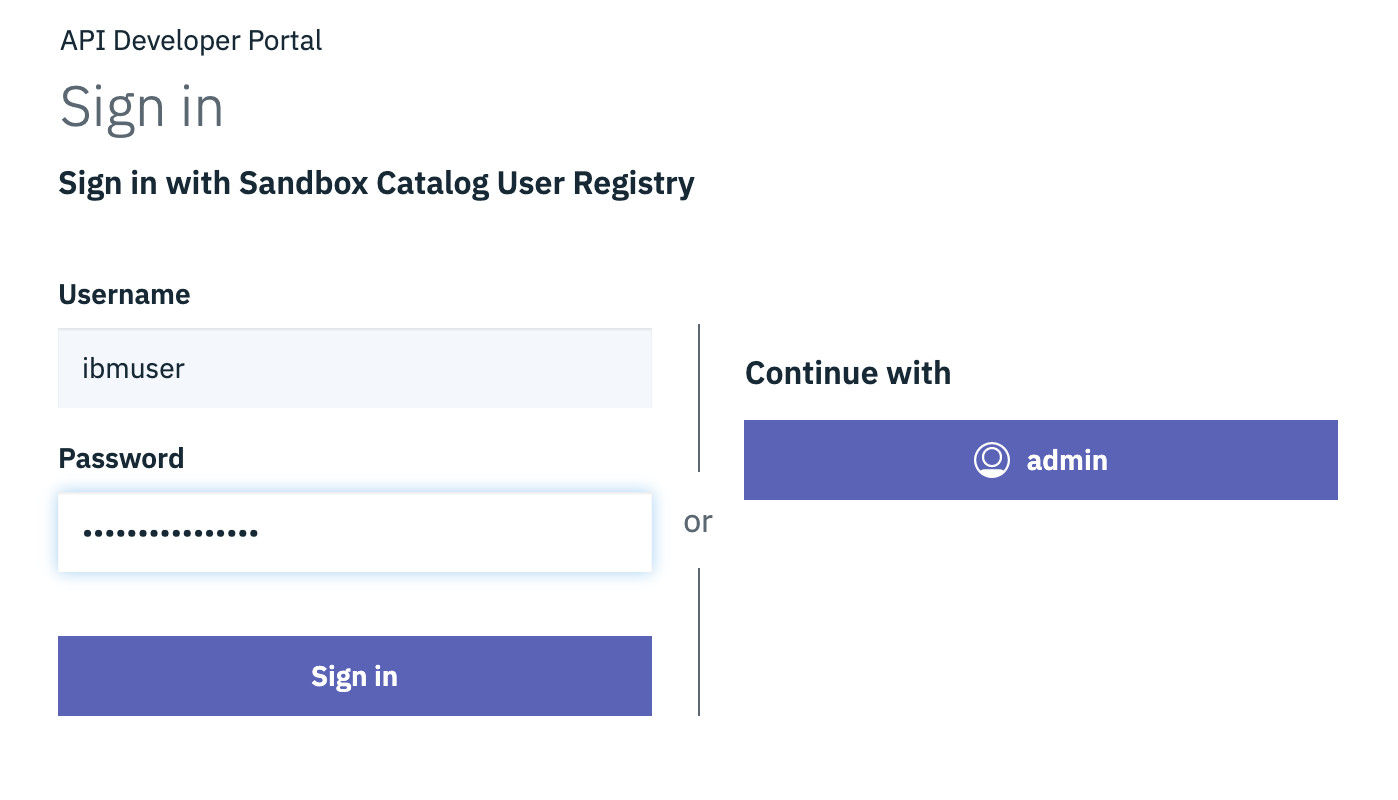 API Developer Portal
Sign in
Sign in with Sandbox Catalog User Registry
Username
ibmuser
Password
••••••••••••••••
Sign in
or
Continue with
admin